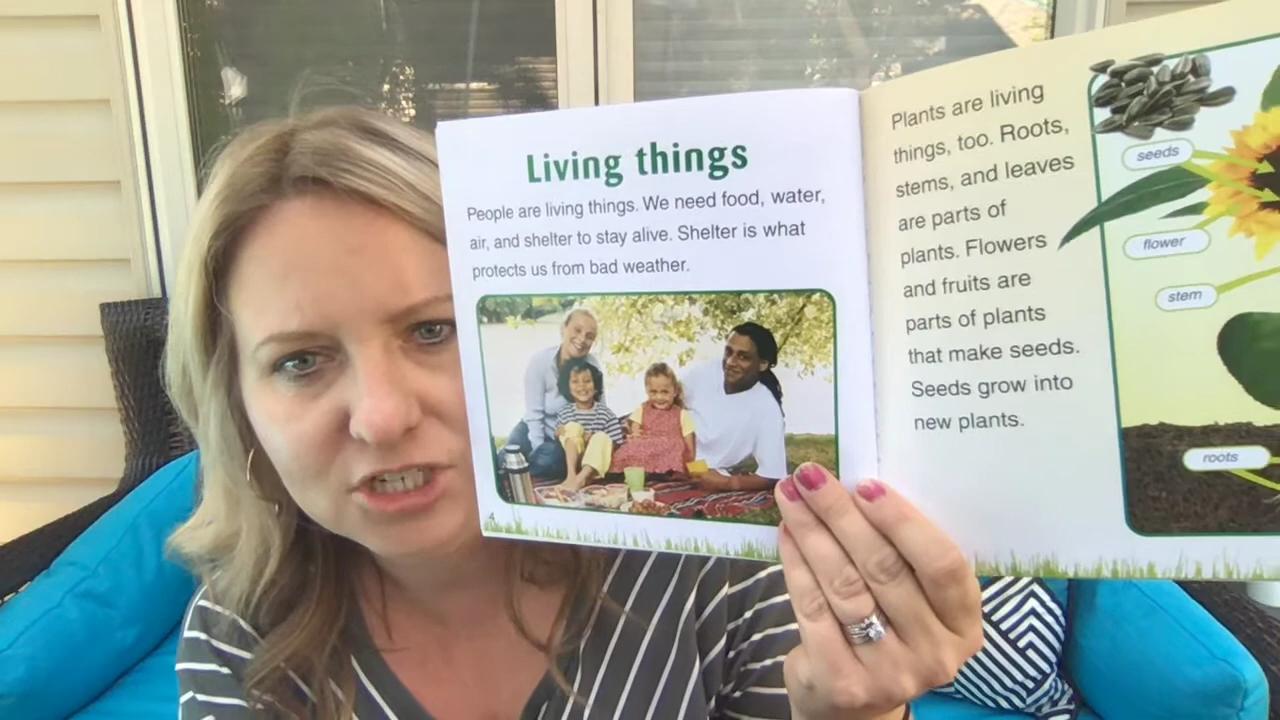 Living things
People are living things. We need food, water,
air, and shelter to stay alive. Shelter is what
protects us from bad weather.
4
Plants are living
things, too. Roots,
stems, and leaves
are parts of
plants. Flowers
and fruits are
parts of plants
that make seeds.
Seeds grow into
new plants.
seeds
flower
stem
roots